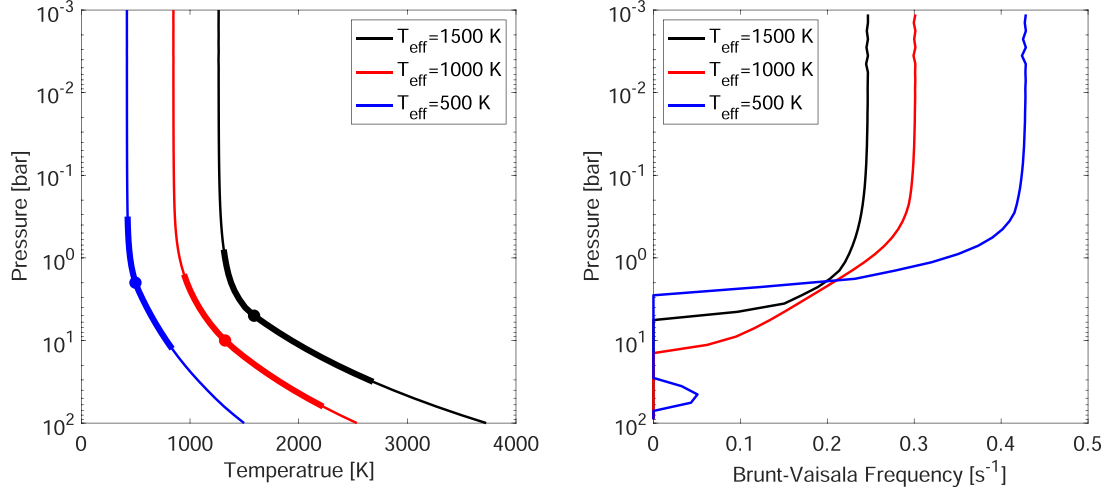 10^-3
10^-2
10^-1
10^0
10^1
10^2
Pressure [bar]
0 1000 2000 3000 4000
Temperatrue [K]
T_eff=1500 K
T_eff=1000 K
T_eff=500 K
10^-3
10^-2
10^-1
10^0
10^1
10^2
Pressure [bar]
0 0.1 0.2 0.3 0.4 0.5
Brunt-Vaisala Frequency [s^-1]
T_eff=1500 K
T_eff=1000 K
T_eff=500 K